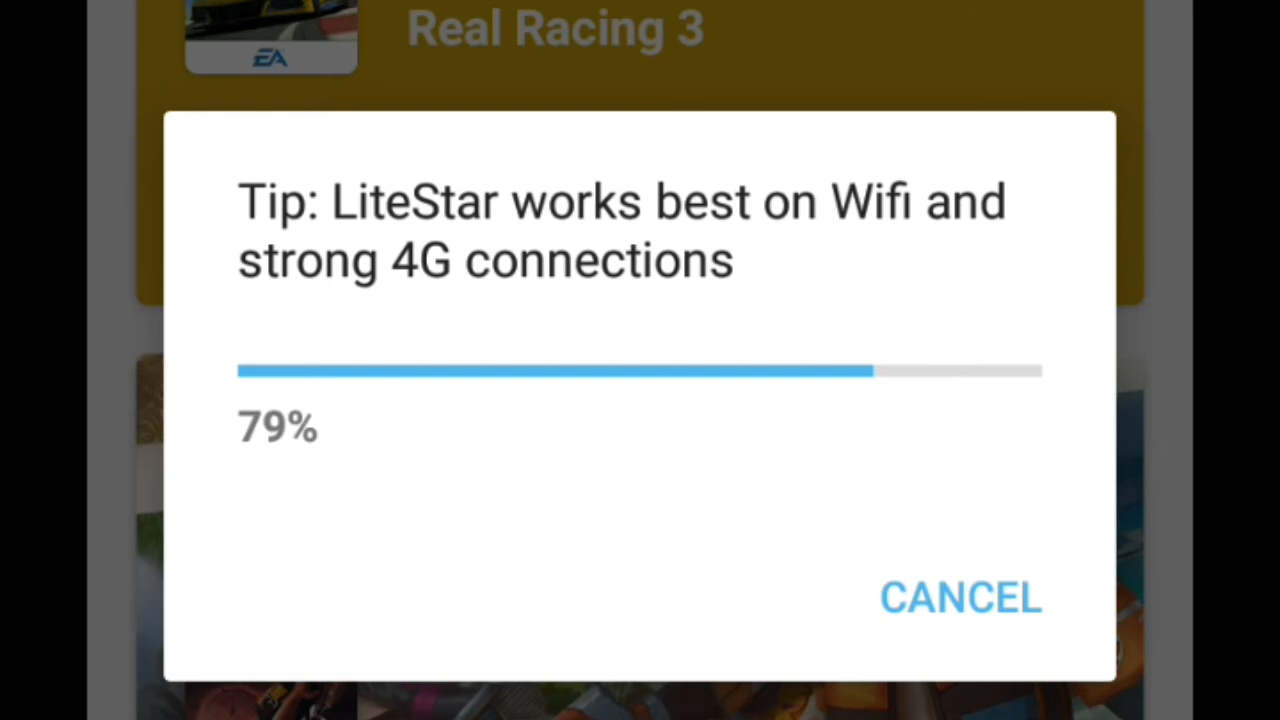 Real Racing 3
EA
Tip: LiteStar works best on Wifi and
strong 4G connections
79%
CANCEL